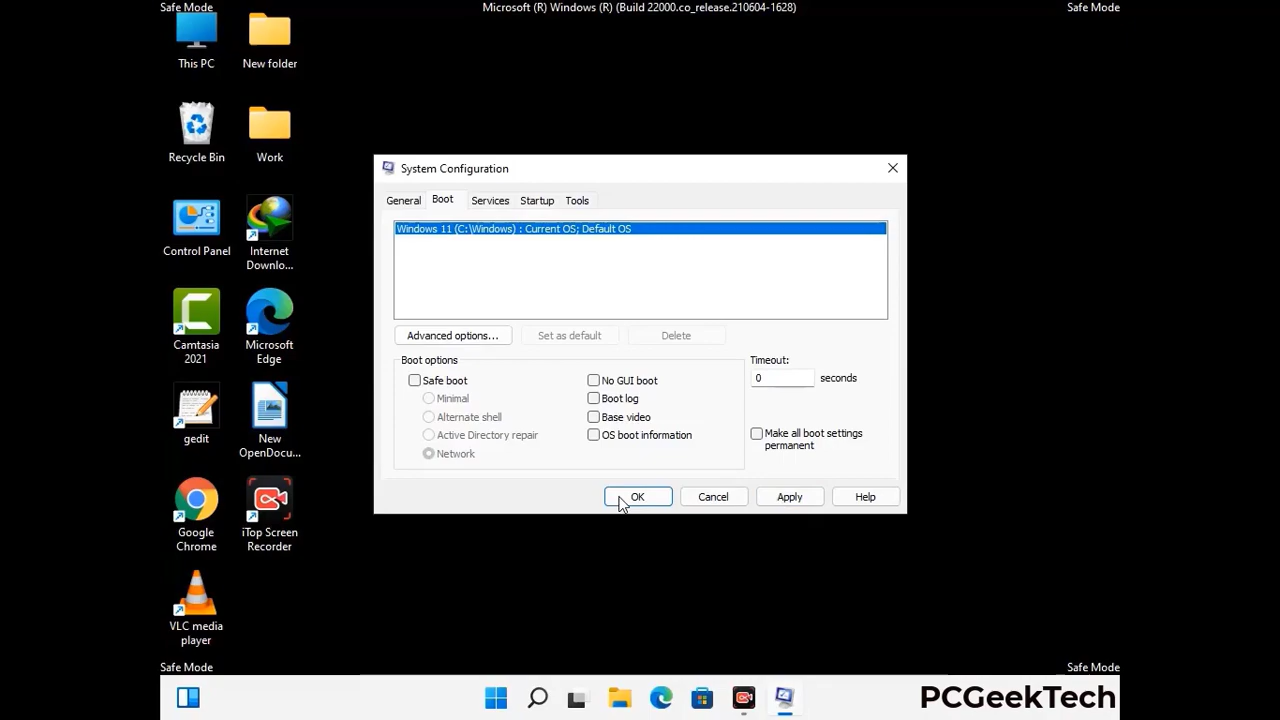 Safe Mode
Microsoft (R) Windows (R) (Build 22000.co_release.210604-1628)
Safe Mode
This PC
New folder
Recycle Bin
Work
Control Panel
Internet
Downlo...
Camtasia
2021
Microsoft
Edge
gedit
New
OpenDocu...
Google
Chrome
iTop Screen
Recorder
VLC media
player
System Configuration
General
Boot
Services
Startup
Tools
Windows 11 (C:\Windows) : Current OS; Default OS
Advanced options...
Set as default
Delete
Boot options
Safe boot
Minimal
Alternate shell
Active Directory repair
Network
No GUI boot
Boot log
Base video
OS boot information
Timeout:
0 seconds
Make all boot settings
permanent
OK
Cancel
Apply
Help
Safe Mode
Safe Mode
PCGeekTech